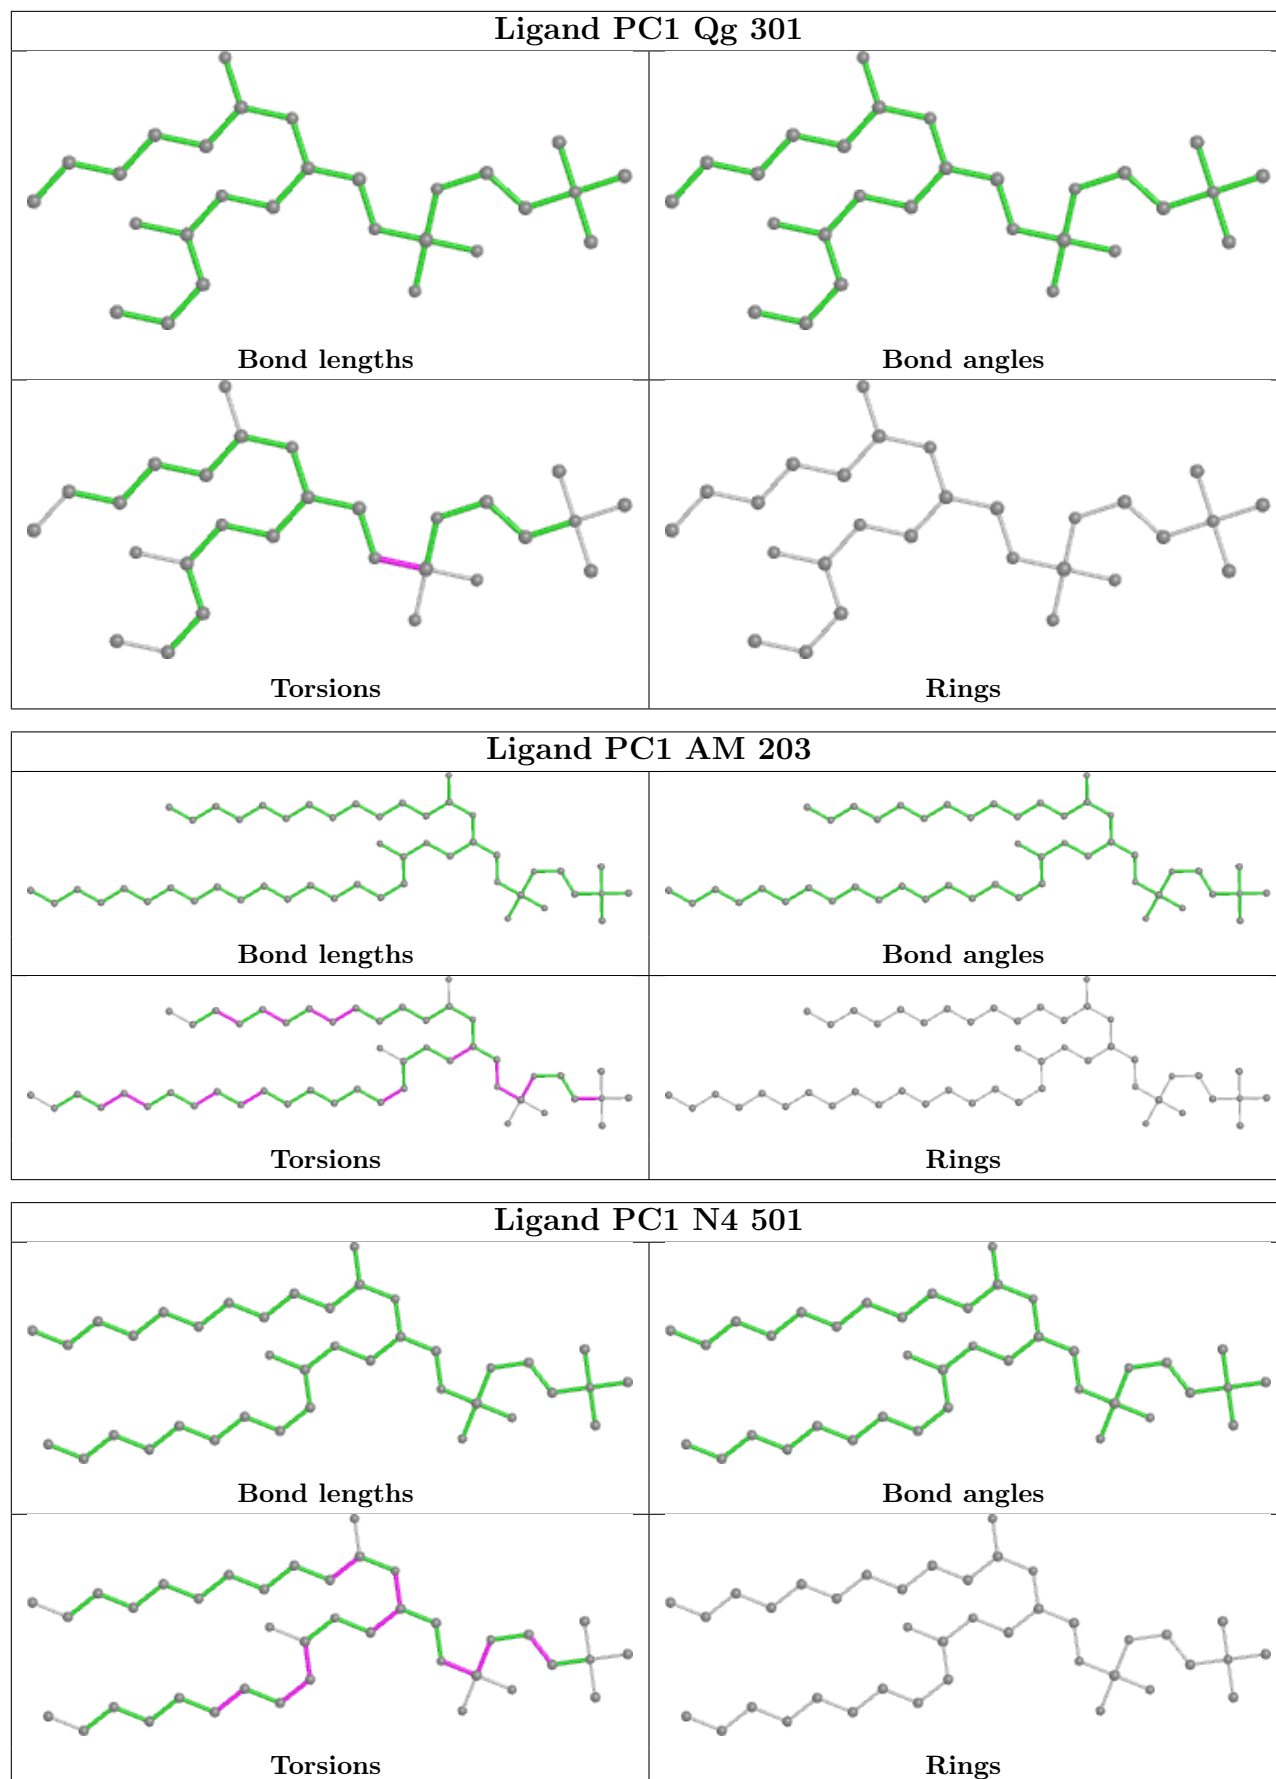 Ligand PC1 Qg 301
Bond lengths
Bond angles
Torsions
Rings
Ligand PC1 AM 203
Bond lengths
Bond angles
Torsions
Rings
Ligand PC1 N4 501
Bond lengths
Bond angles
Torsions
Rings